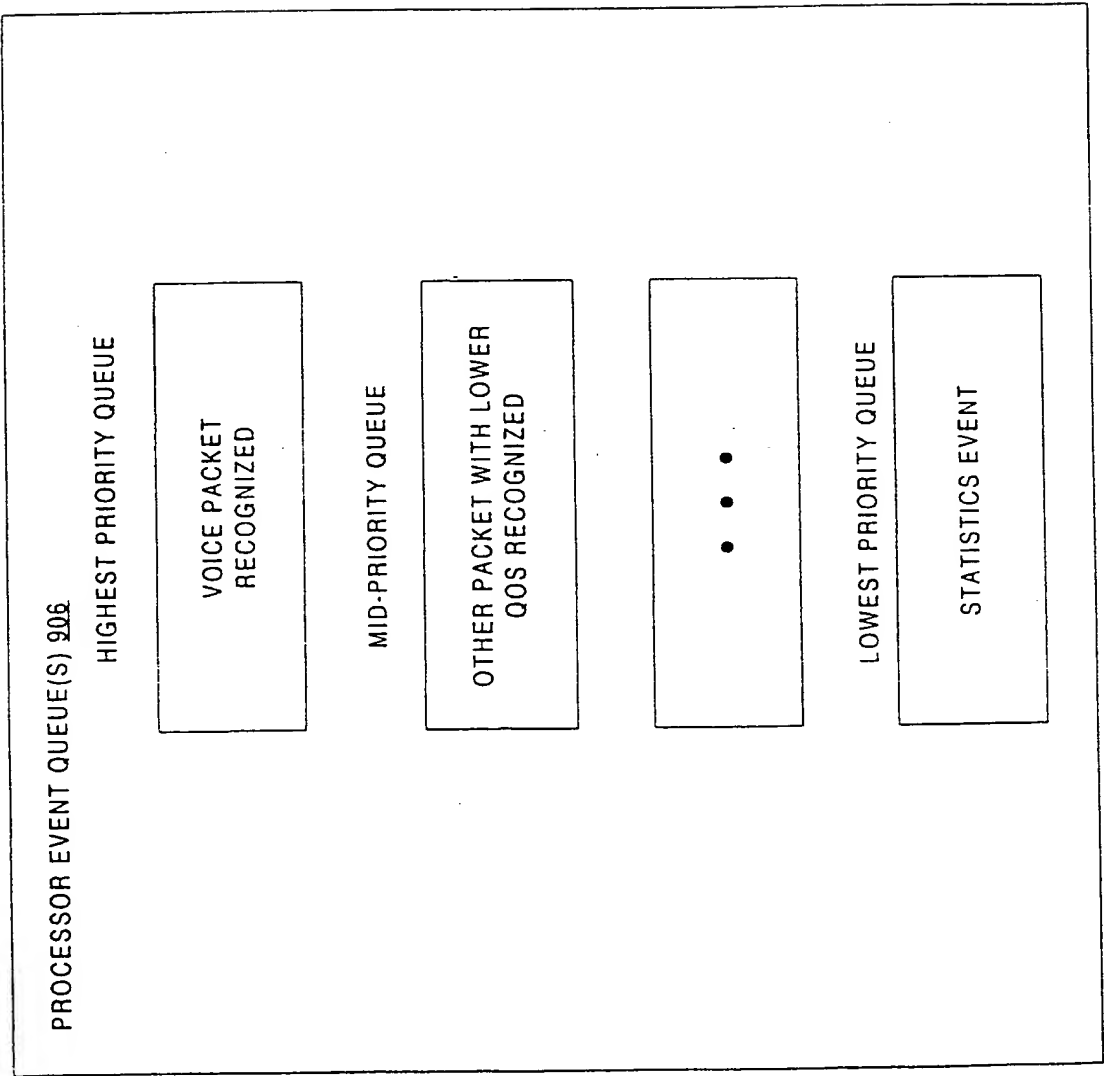 PROCESSOR EVENT QUEUE(S) 906
HIGHEST PRIORITY QUEUE
VOICE PACKET
RECOGNIZED
MID-PRIORITY QUEUE
OTHER PACKET WITH LOWER
QOS RECOGNIZED
• • •
LOWEST PRIORITY QUEUE
STATISTICS EVENT